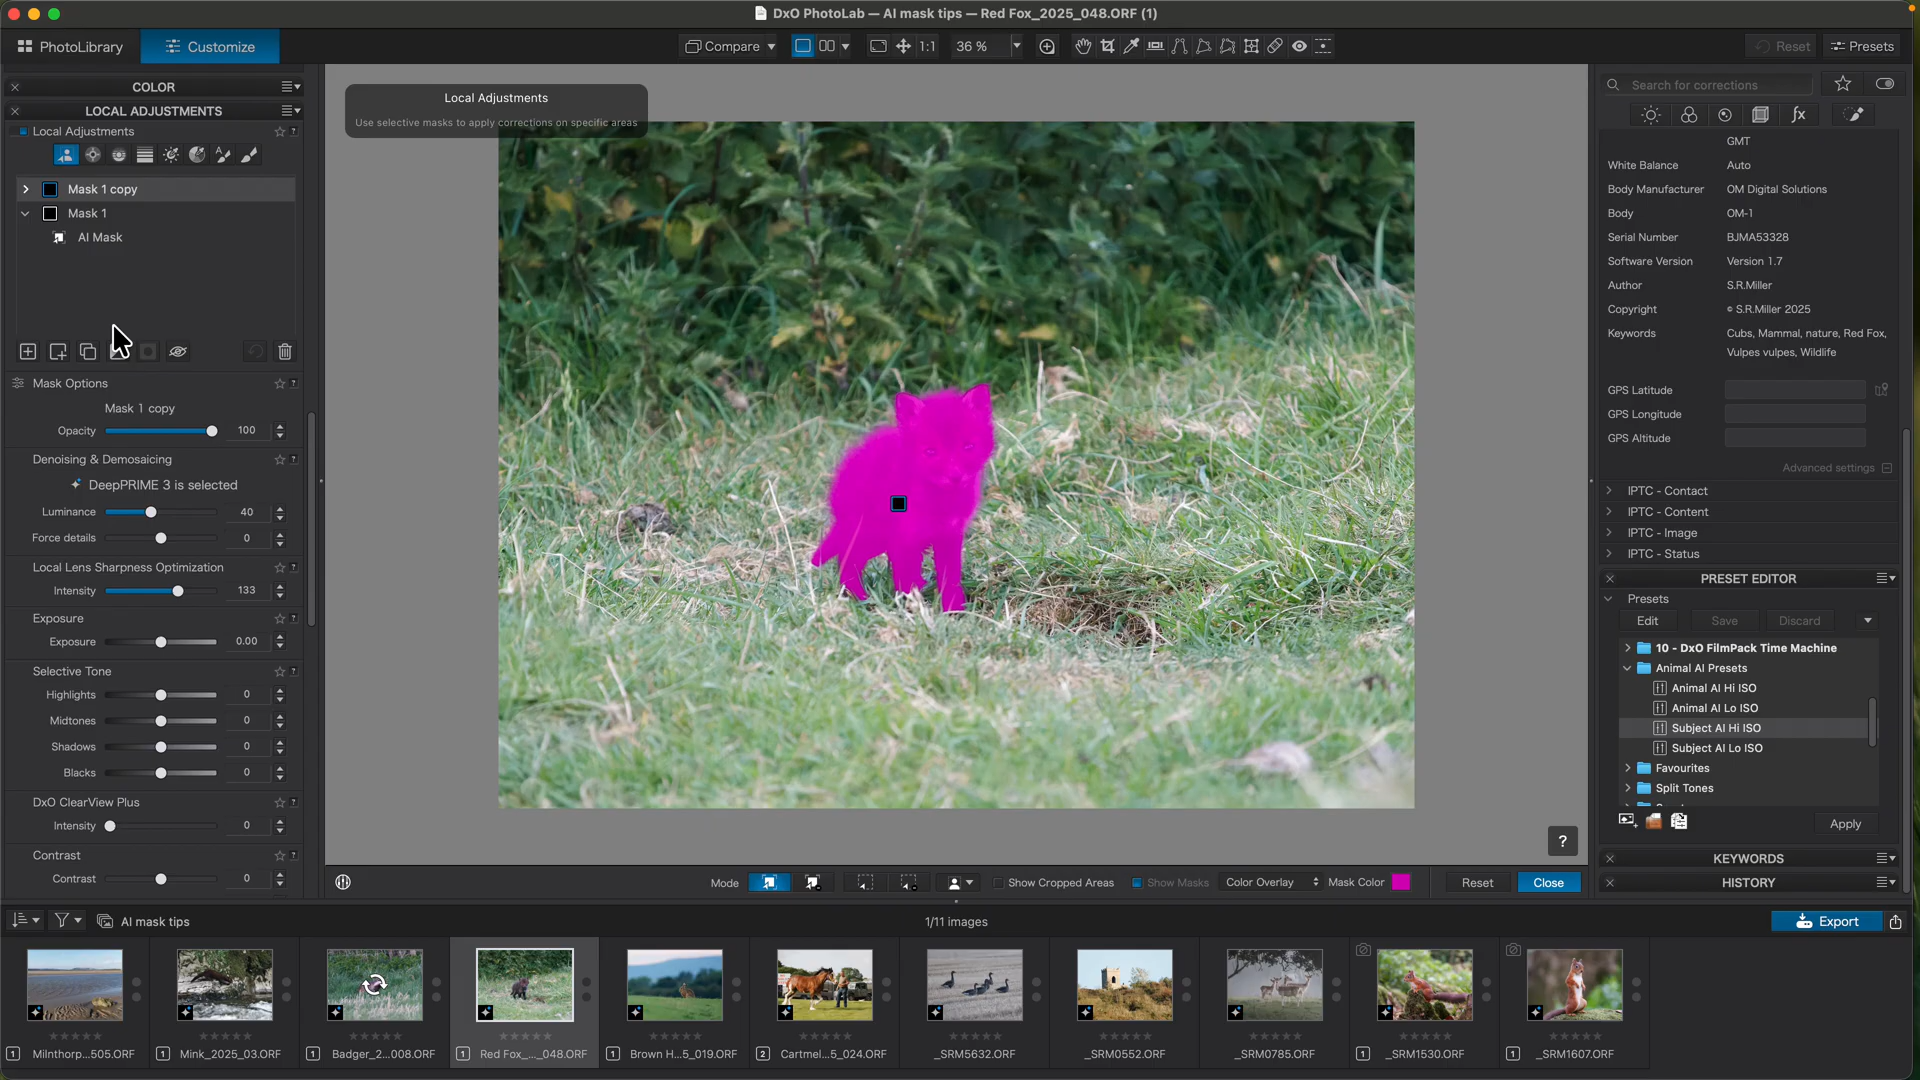 DxO PhotoLab — AI mask tips — Red Fox_2025_048.ORF (1)
PhotoLibrary
Customize
Compare
1:1
36 %
Reset
Presets
COLOR
LOCAL ADJUSTMENTS
Local Adjustments
Mask 1 copy
Mask 1
AI Mask
Mask Options
Mask 1 copy
Opacity 100
Denoising & Demosaicing
DeepPRIME 3 is selected
Luminance 40
Force details 0
Local Lens Sharpness Optimization
Intensity 133
Exposure
Exposure 0.00
Selective Tone
Highlights 0
Midtones 0
Shadows 0
Blacks 0
DxO ClearView Plus
Intensity 0
Contrast
Contrast 0
Local Adjustments
Use selective masks to apply corrections on specific areas
?
Mode
Show Cropped Areas
Show Masks
Color Overlay
Mask Color
Reset
Close
Search for corrections
fx
GMT
White Balance Auto
Body Manufacturer OM Digital Solutions
Body OM-1
Serial Number BJMA53328
Software Version Version 1.7
Author S.R.Miller
Copyright © S.R.Miller 2025
Keywords Cubs, Mammal, nature, Red Fox,
Vulpes vulpes, Wildlife
GPS Latitude
GPS Longitude
GPS Altitude
Advanced settings
IPTC - Contact
IPTC - Content
IPTC - Image
IPTC - Status
PRESET EDITOR
Presets
Edit
Save
Discard
10 - DxO FilmPack Time Machine
Animal AI Presets
Animal AI Hi ISO
Animal AI Lo ISO
Subject AI Hi ISO
Subject AI Lo ISO
Favourites
Split Tones
Apply
KEYWORDS
HISTORY
AI mask tips
1/11 images
Export
1 Milnthorp...505.ORF
1 Mink_2025_03.ORF
1 Badger_2...008.ORF
1 Red Fox_..._048.ORF
1 Brown H...5_019.ORF
2 Cartmel...5_024.ORF
_SRM5632.ORF
_SRM0552.ORF
_SRM0785.ORF
1 _SRM1530.ORF
1 _SRM1607.ORF